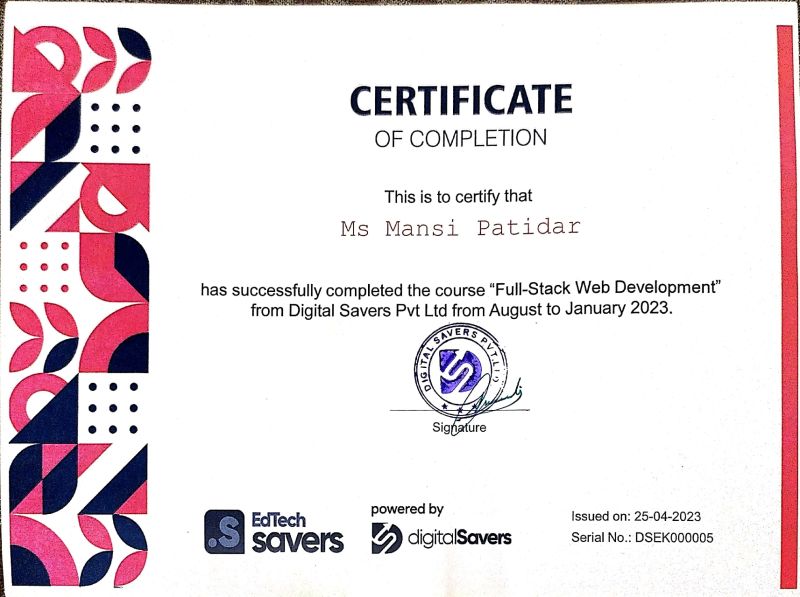 CERTIFICATE
OF COMPLETION
This is to certify that
Ms Mansi Patidar
has successfully completed the course “Full-Stack Web Development”
from Digital Savers Pvt Ltd from August to January 2023.
DIGITAL SAVERS PVT.LTD
Signature
.S EdTech
savers
powered by
digitalSavers
Issued on: 25-04-2023
Serial No.: DSEK000005